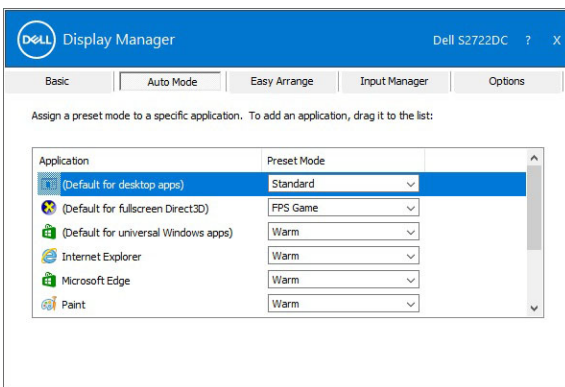 DELL Display Manager Dell S2722DC ? X
Basic Auto Mode Easy Arrange Input Manager Options
Assign a preset mode to a specific application. To add an application, drag it to the list:
Application Preset Mode
(Default for desktop apps) Standard
(Default for fullscreen Direct3D) FPS Game
(Default for universal Windows apps) Warm
Internet Explorer Warm
Microsoft Edge Warm
Paint Warm